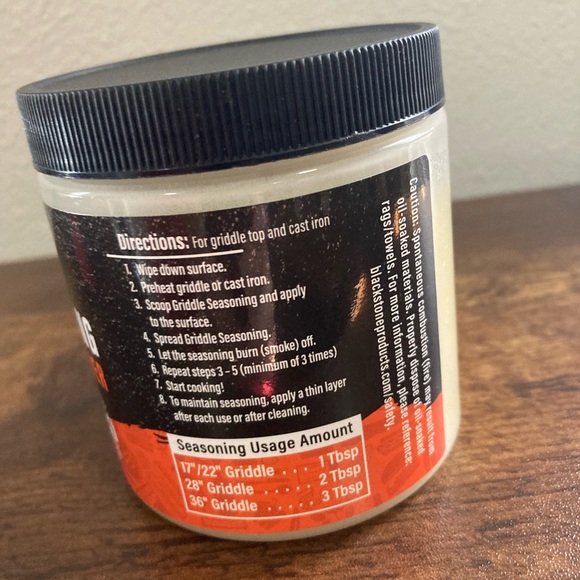 Directions: For griddle top and cast iron
1. Wipe down surface.
2. Preheat griddle or cast iron.
3. Scoop Griddle Seasoning and apply
to the surface.
4. Spread Griddle Seasoning.
5. Let the seasoning burn (smoke) off.
6. Repeat steps 3 - 5 (minimum of 3 times)
7. Start cooking!
8. To maintain seasoning, apply a thin layer
after each use or after cleaning.
Seasoning Usage Amount
17"/22" Griddle . . . . 1 Tbsp
28" Griddle . . . . . 2 Tbsp
36" Griddle . . . . . 3 Tbsp
Caution: Spontaneous combustion (fire) may result from
oil-soaked materials. Properly dispose of oil-soaked
rags/towels. For more information, please reference:
blackstoneproducts.com/safety.